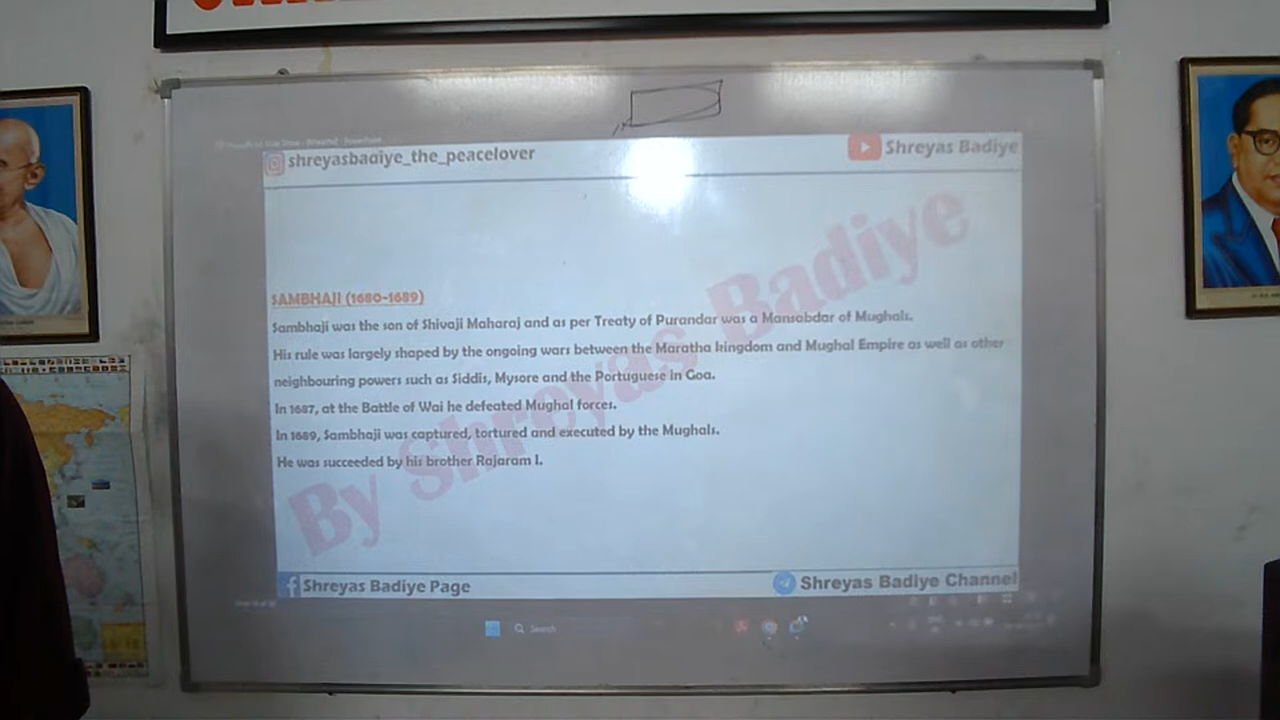 shreyasbadiye_the_peacelover
Shreyas Badiye
SAMBHAJI (1680-1689)
Sambhaji was the son of Shivaji Maharaj and as per Treaty of Purandar was a Mansabdar of Mughals.
His rule was largely shaped by the ongoing wars between the Maratha kingdom and Mughal Empire as well as other
neighbouring powers such as Siddis, Mysore and the Portuguese in Goa.
In 1687, at the Battle of Wai he defeated Mughal forces.
In 1689, Sambhaji was captured, tortured and executed by the Mughals.
He was succeeded by his brother Rajaram I.
By Shreyas Badiye
Shreyas Badiye Page
Shreyas Badiye Channel
Search